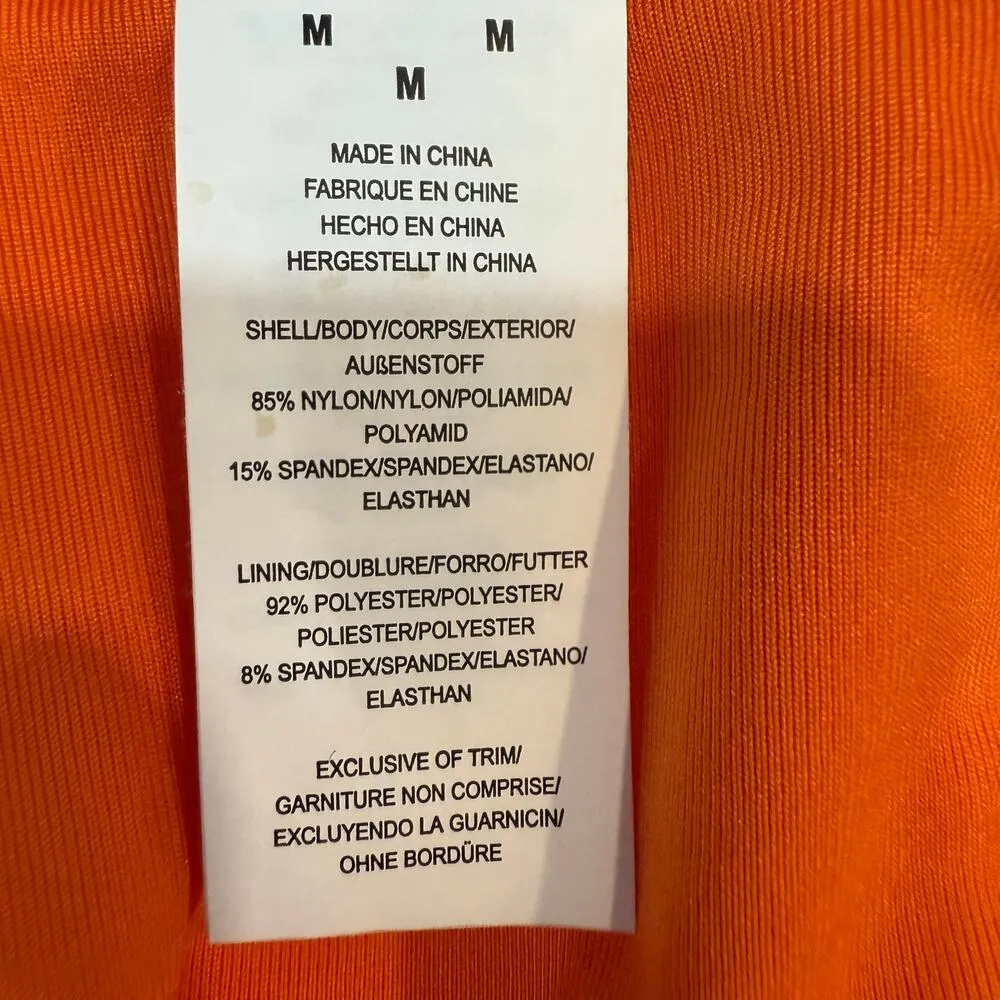 M M
M
MADE IN CHINA
FABRIQUE EN CHINE
HECHO EN CHINA
HERGESTELLT IN CHINA
SHELL/BODY/CORPS/EXTERIOR/
AUßENSTOFF
85% NYLON/NYLON/POLIAMIDA/
POLYAMID
15% SPANDEX/SPANDEX/ELASTANO/
ELASTHAN
LINING/DOUBLURE/FORRO/FUTTER
92% POLYESTER/POLYESTER/
POLIESTER/POLYESTER
8% SPANDEX/SPANDEX/ELASTANO/
ELASTHAN
EXCLUSIVE OF TRIM/
GARNITURE NON COMPRISE/
EXCLUYENDO LA GUARNICIN/
OHNE BORDÜRE